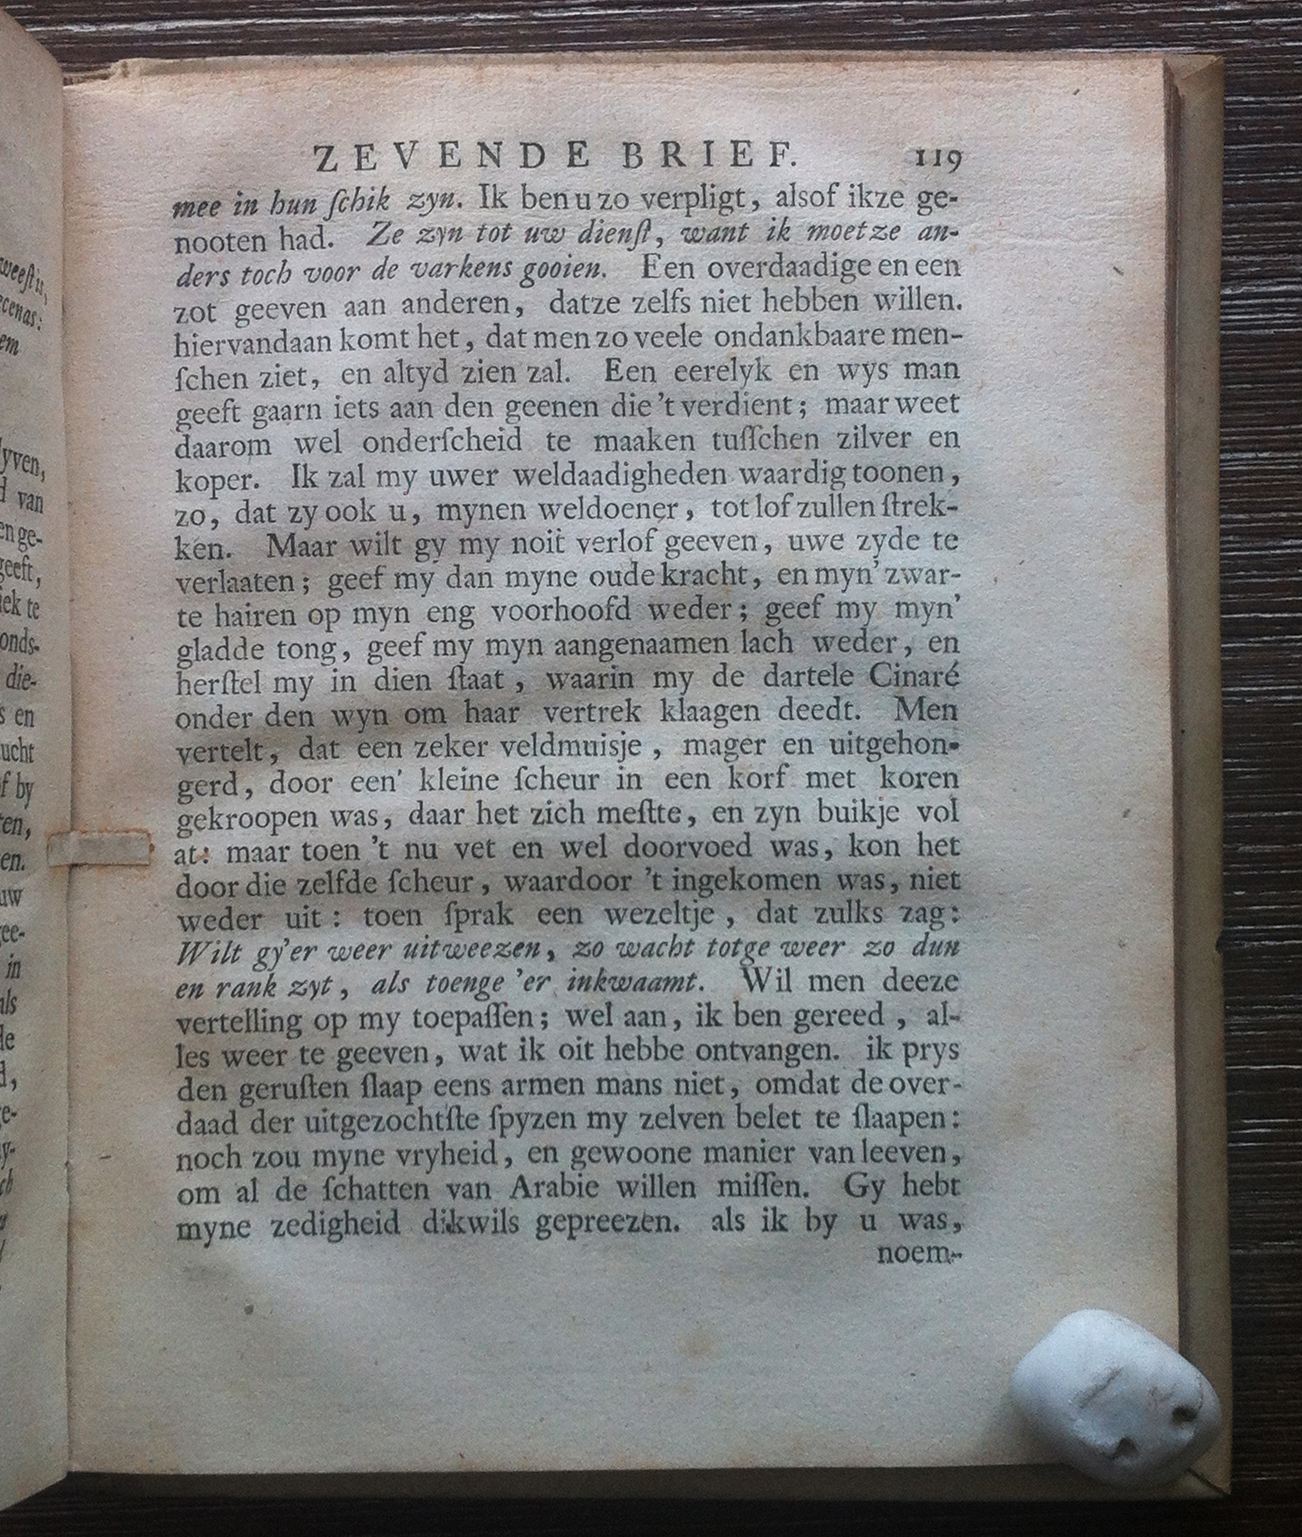 ZEVENDE BRIEF. 119
mee in hun ſchik zyn. Ik ben u zo verpligt, alsof ikze ge-
nooten had. Ze zyn tot uw dienſt, want ik moetze an-
ders toch voor de varkens gooien. Een overdaadige en een
zot geeven aan anderen, datze zelfs niet hebben willen.
hiervandaan komt het, dat men zo veele ondankbaare men-
ſchen ziet, en altyd zien zal. Een eerelyk en wys man
geeft gaarn iets aan den geenen die 't verdient; maar weet
daarom wel onderſcheid te maaken tuſſchen zilver en
koper. Ik zal my uwer weldaadigheden waardig toonen,
zo, dat zy ook u, mynen weldoener, tot lof zullen ſtrek-
ken. Maar wilt gy my noit verlof geeven, uwe zyde te
verlaaten; geef my dan myne oude kracht, en myn' zwar-
te hairen op myn eng voorhoofd weder; geef my myn'
gladde tong, geef my myn aangenaamen lach weder, en
herſtel my in dien ſtaat, waarin my de dartele Cinaré
onder den wyn om haar vertrek klaagen deedt. Men
vertelt, dat een zeker veldmuisje, mager en uitgehon-
gerd, door een' kleine ſcheur in een korf met koren
gekroopen was, daar het zich meſtte, en zyn buikje vol
at: maar toen 't nu vet en wel doorvoed was, kon het
door die zelfde ſcheur, waardoor 't ingekomen was, niet
weder uit: toen ſprak een wezeltje, dat zulks zag:
Wilt gy'er weer uitweezen, zo wacht totge weer zo dun
en rank zyt, als toenge 'er inkwaamt. Wil men deeze
vertelling op my toepaſſen; wel aan, ik ben gereed, al-
les weer te geeven, wat ik oit hebbe ontvangen. ik prys
den geruſten ſlaap eens armen mans niet, omdat de over-
daad der uitgezochtſte ſpyzen my zelven belet te ſlaapen:
noch zou myne vryheid, en gewoone manier van leeven,
om al de ſchatten van Arabie willen miſſen. Gy hebt
myne zedigheid dikwils gepreezen. als ik by u was,
noem-